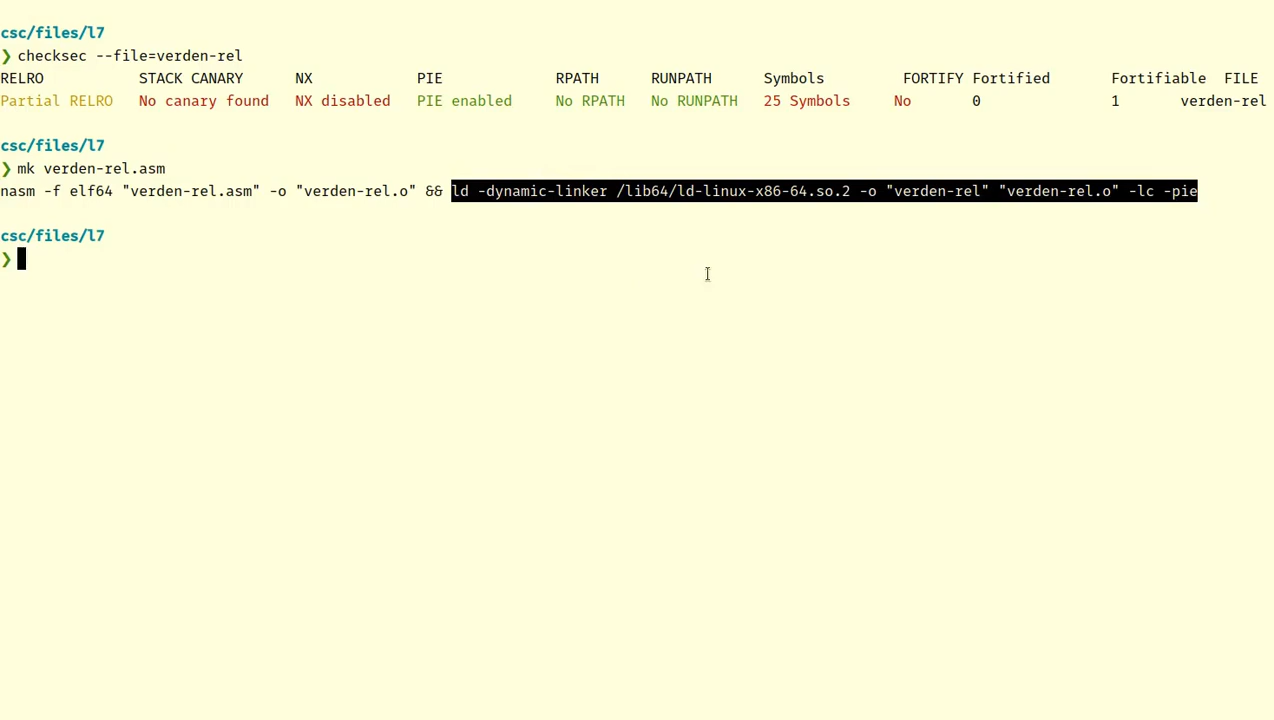 csc/files/l7
❯ checksec --file=verden-rel
RELRO STACK CANARY NX PIE RPATH RUNPATH Symbols FORTIFY Fortified Fortifiable FILE
Partial RELRO No canary found NX disabled PIE enabled No RPATH No RUNPATH 25 Symbols No 0 1 verden-rel
csc/files/l7
❯ mk verden-rel.asm
nasm -f elf64 "verden-rel.asm" -o "verden-rel.o" && ld -dynamic-linker /lib64/ld-linux-x86-64.so.2 -o "verden-rel" "verden-rel.o" -lc -pie
csc/files/l7
❯